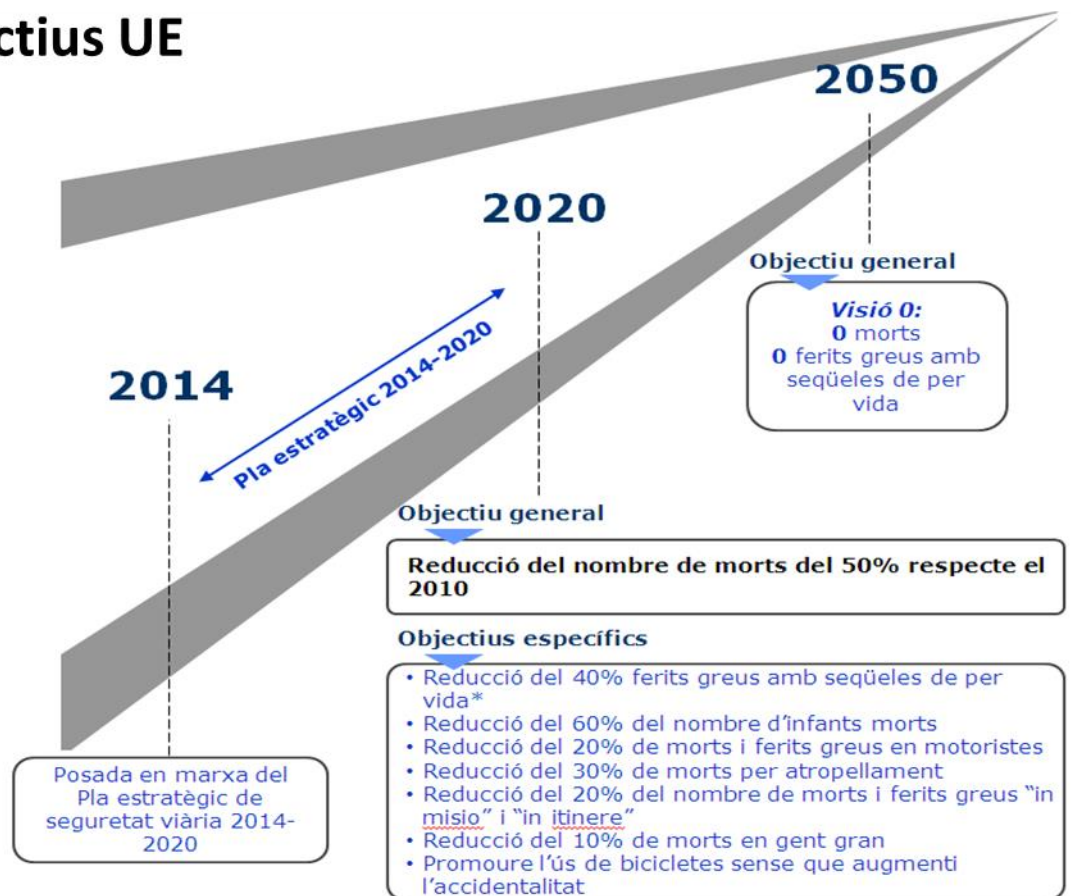 ctius UE
2050
2020
2014
Pla estratègic 2014-2020
Objectiu general
Visió 0:
0 morts
0 ferits greus amb
seqüeles de per
vida
Objectiu general
Reducció del nombre de morts del 50% respecte el
2010
Objectius específics
• Reducció del 40% ferits greus amb seqüeles de per
vida*
• Reducció del 60% del nombre d'infants morts
• Reducció del 20% de morts i ferits greus en motoristes
• Reducció del 30% de morts per atropellament
• Reducció del 20% del nombre de morts i ferits greus "in
misio" i "in itinere"
• Reducció del 10% de morts en gent gran
• Promoure l'ús de bicicletes sense que augmenti
l'accidentalitat
Posada en marxa del
Pla estratègic de
seguretat viària 2014-
2020